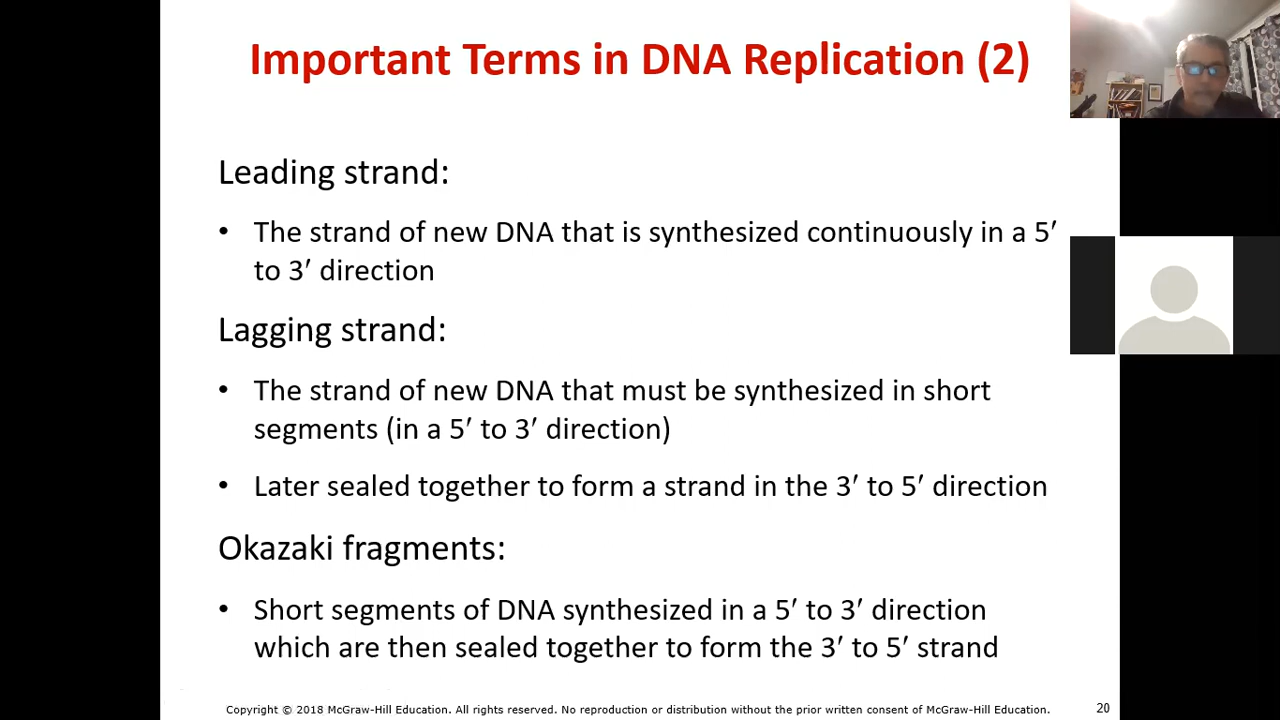 Important Terms in DNA Replication (2)
Leading strand:
• The strand of new DNA that is synthesized continuously in a 5′
to 3′ direction
Lagging strand:
• The strand of new DNA that must be synthesized in short
segments (in a 5′ to 3′ direction)
• Later sealed together to form a strand in the 3′ to 5′ direction
Okazaki fragments:
• Short segments of DNA synthesized in a 5′ to 3′ direction
which are then sealed together to form the 3′ to 5′ strand
Copyright © 2018 McGraw-Hill Education. All rights reserved. No reproduction or distribution without the prior written consent of McGraw-Hill Education.
20